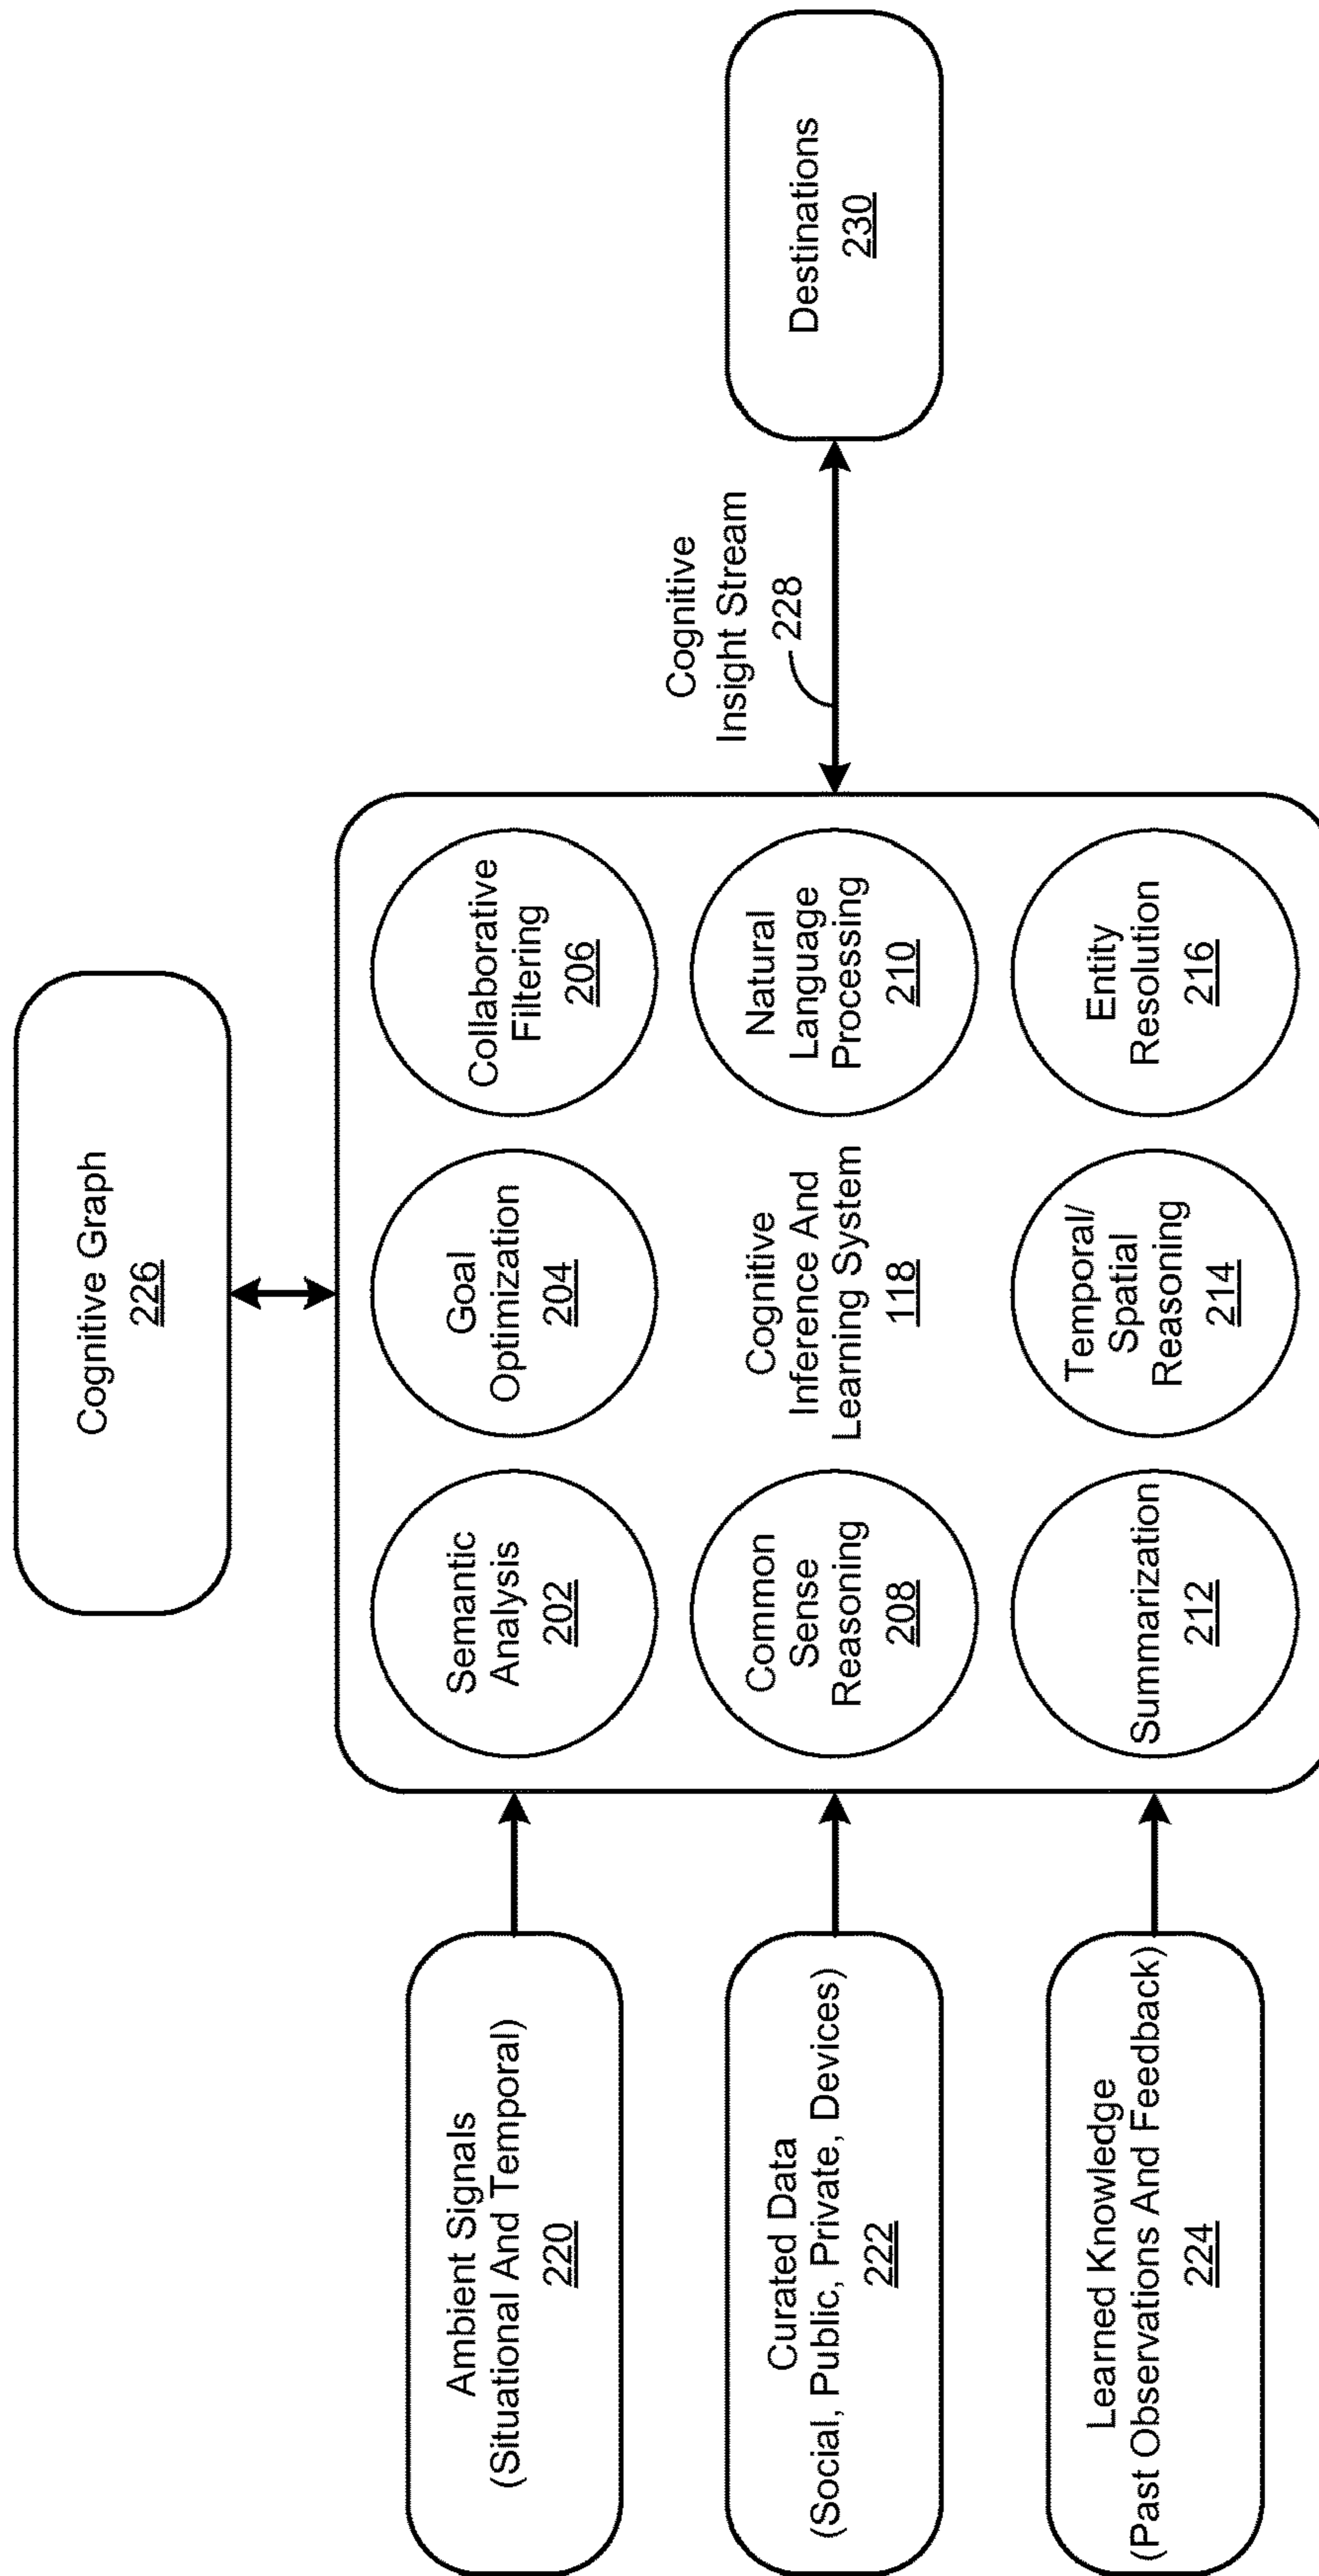 Cognitive Graph
226
Ambient Signals
(Situational And Temporal)
220
Curated Data
(Social, Public, Private, Devices)
222
Learned Knowledge
(Past Observations And Feedback)
224
Semantic
Analysis
202
Goal
Optimization
204
Collaborative
Filtering
206
Common
Sense
Reasoning
208
Cognitive
Inference And
Learning System
118
Natural
Language
Processing
210
Summarization
212
Temporal/
Spatial
Reasoning
214
Entity
Resolution
216
Cognitive
Insight Stream
228
Destinations
230